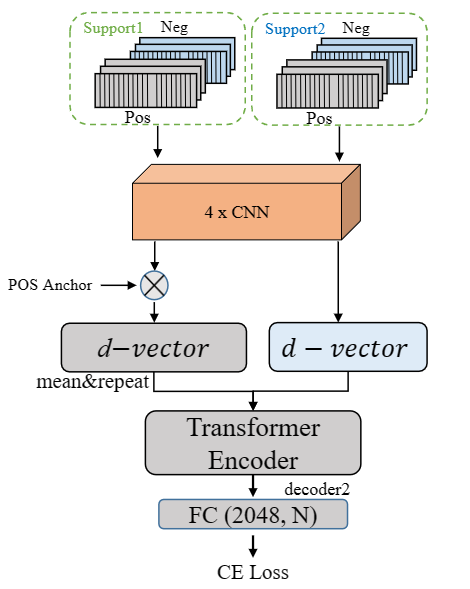 Support1 Neg
Support2 Neg
Pos
Pos
4 x CNN
POS Anchor
d−vector
d − vector
mean&repeat
Transformer
Encoder
decoder2
FC (2048, N)
CE Loss